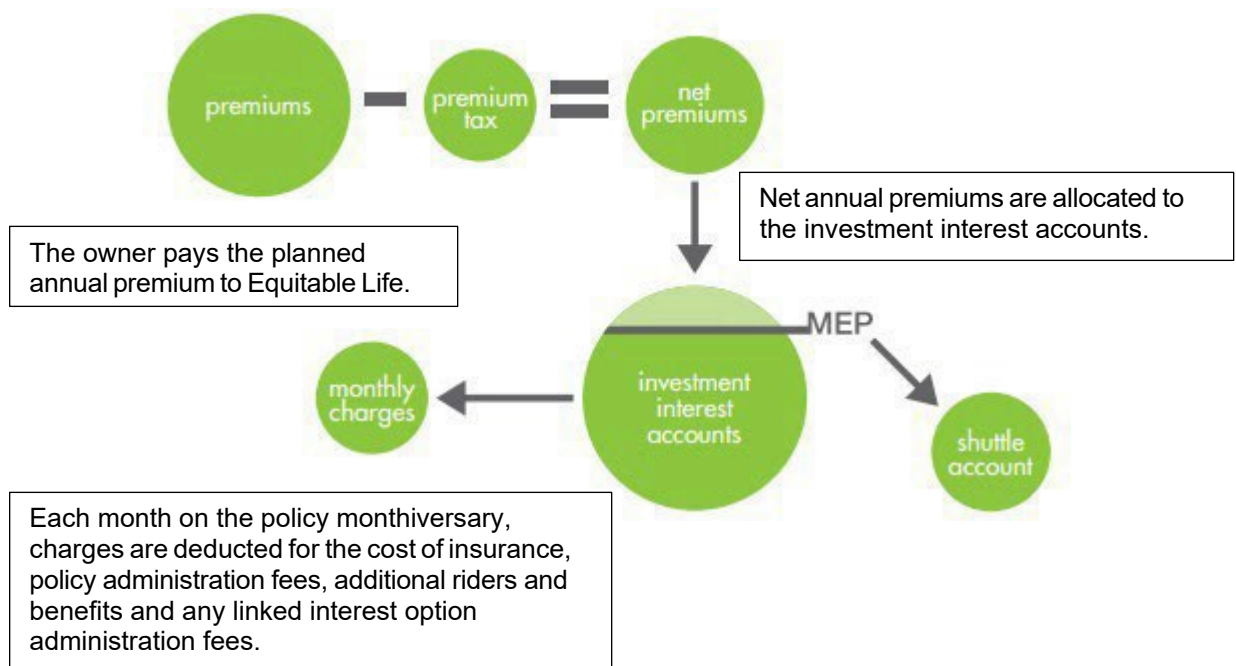 premiums
premium
tax
net
premiums
Net annual premiums are allocated to
the investment interest accounts.
The owner pays the planned
annual premium to Equitable Life.
MEP
monthly
charges
investment
interest
accounts
shuttle
account
Each month on the policy monthiversary,
charges are deducted for the cost of insurance,
policy administration fees, additional riders and
benefits and any linked interest option
administration fees.